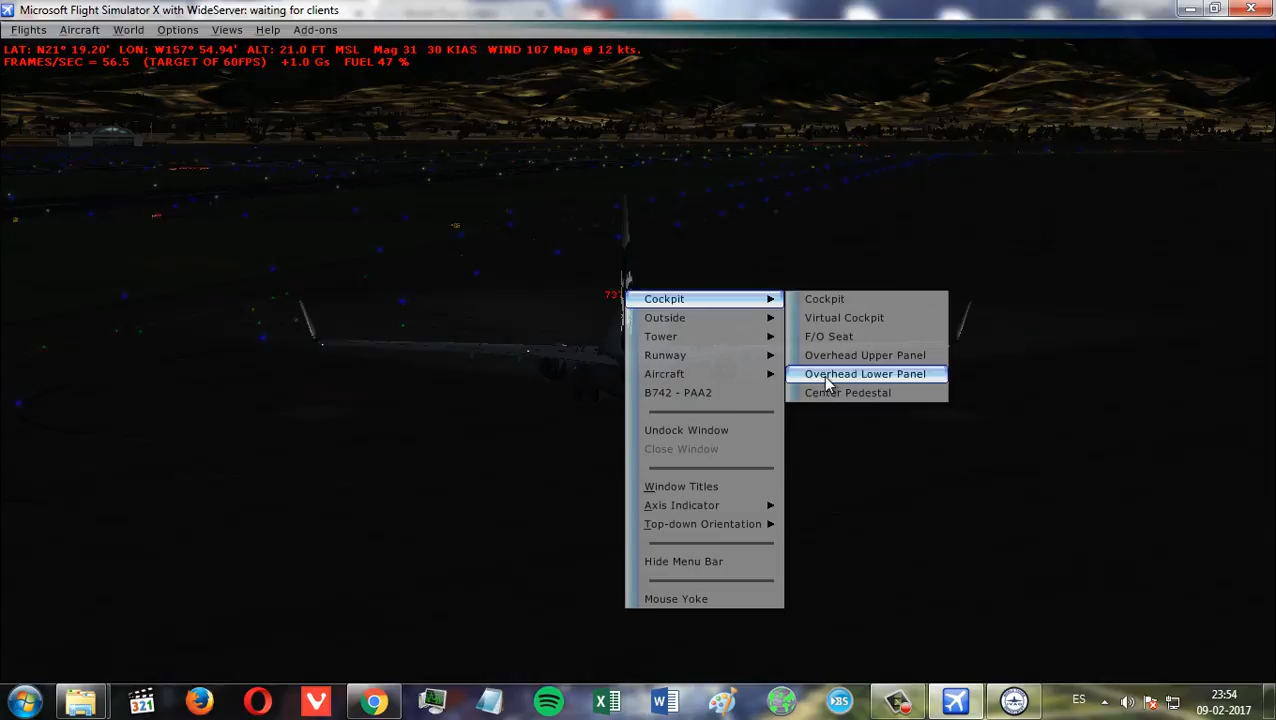 Microsoft Flight Simulator X with WideServer: waiting for clients
Flights Aircraft World Options Views Help Add-ons
LAT: N21° 19.20' LON: W157° 54.94' ALT: 21.0 FT MSL Mag 31 30 KIAS WIND 107 Mag @ 12 kts.
FRAMES/SEC = 56.5 (TARGET OF 60FPS) +1.0 Gs FUEL 47 %
Cockpit
Outside
Tower
Runway
Aircraft
B742 - PAA2
Undock Window
Close Window
Window Titles
Axis Indicator
Top-down Orientation
Hide Menu Bar
Mouse Yoke
Cockpit
Virtual Cockpit
F/O Seat
Overhead Upper Panel
Overhead Lower Panel
Center Pedestal
321
ES
23:54
09-02-2017